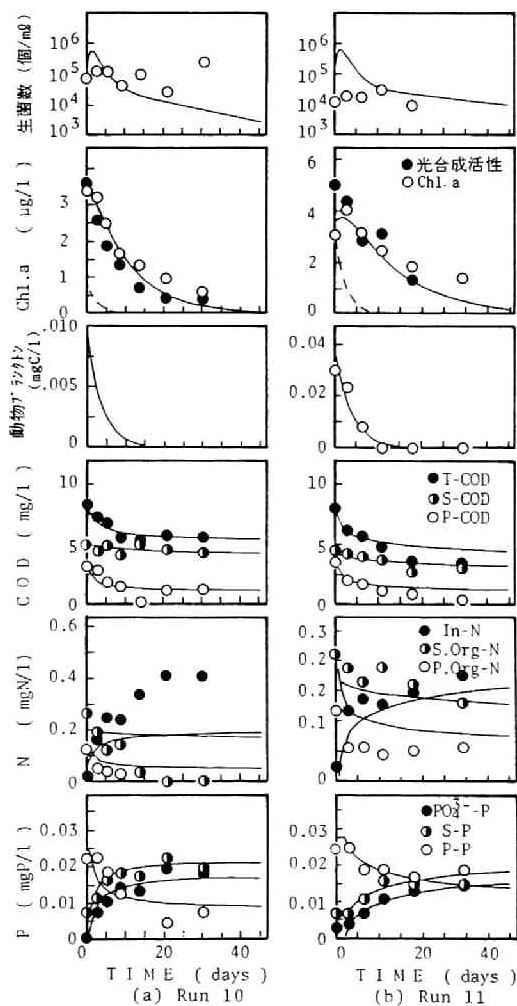 生菌数 (個/mℓ)
10⁶ 10⁶
10⁵ 10⁵
10⁴ 10⁴
10³ 10³
Chl.a ( μg/l )
3 6
2 4
1 2
0 0
●光合成活性
○Chl.a
動物プランクトン (mgC/l)
.010
.005
0
0.04
0.02
0
COD ( mg/l )
10 10
5 5
0 0
●T-COD
◐S-COD
○P-COD
N ( mgN/l )
0.6 0.3
0.4 0.2
0.2 0.1
0 0
●In-N
◐S.Org-N
○P.Org-N
P ( mgP/l )
0.03 0.03
0.02 0.02
0.01 0.01
0 0
●PO₄³⁻-P
◐S-P
○P-P
0 20 40 0 20 40
TIME (days) TIME (days)
(a) Run 10 (b) Run 11